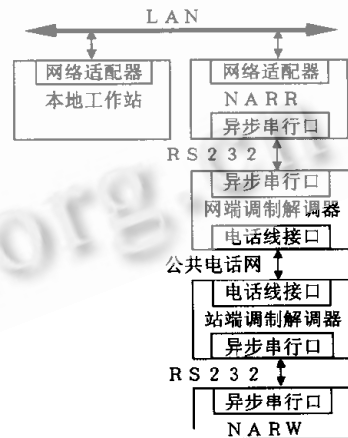 LAN
网络适配器 网络适配器
本地工作站 NARR
异步串行口
RS232
异步串行口
网端调制解调器
电话线接口
公共电话网
电话线接口
站端调制解调器
异步串行口
RS232
异步串行口
NARW
org.